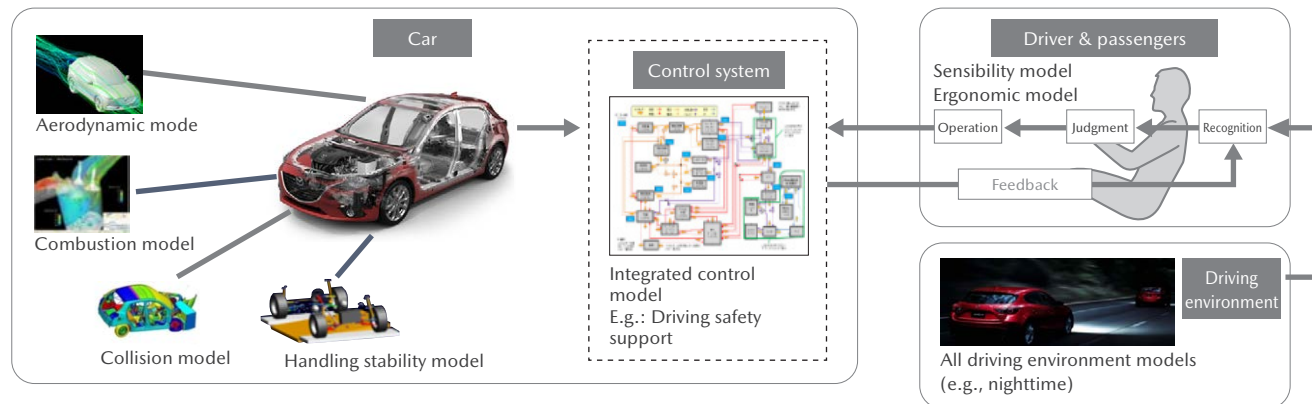 Car
Aerodynamic mode
Combustion model
Collision model
Handling stability model
Control system
Integrated control
model
E.g.: Driving safety
support
Driver & passengers
Sensibility model
Ergonomic model
Operation
Judgment
Recognition
Feedback
Driving
environment
All driving environment models
(e.g., nighttime)